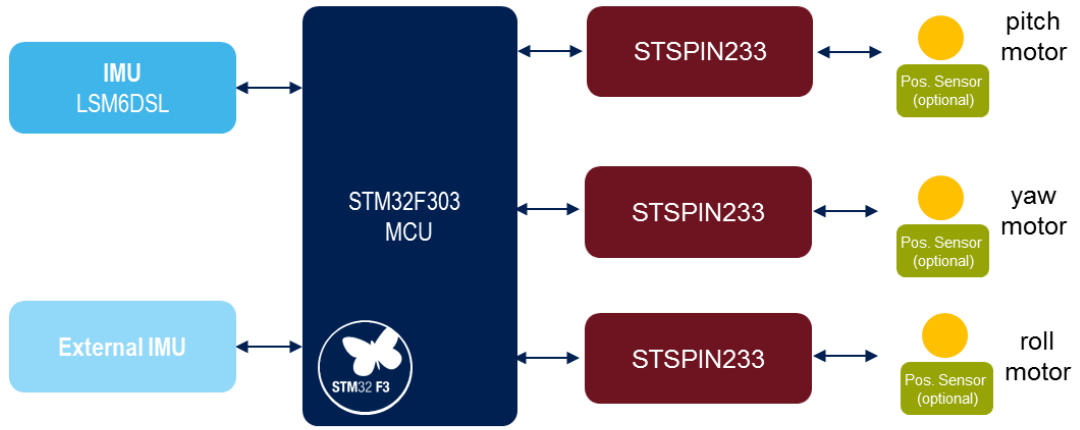 IMU
LSM6DSL
External IMU
STM32F303
MCU
STM32 F3
STSPIN233
Pos. Sensor
(optional)
pitch
motor
STSPIN233
Pos. Sensor
(optional)
yaw
motor
STSPIN233
Pos. Sensor
(optional)
roll
motor